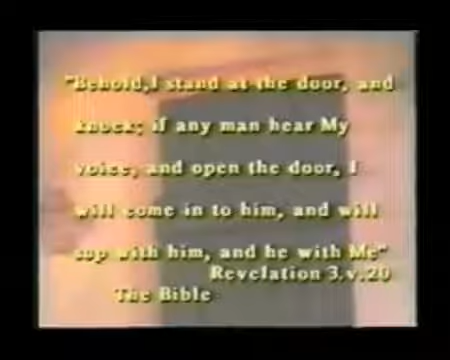 "Behold,I stand at the door, and
knock; if any man hear My
voice, and open the door, I
will come in to him, and will
sup with him, and he with Me"
Revelation 3.v.20
The Bible